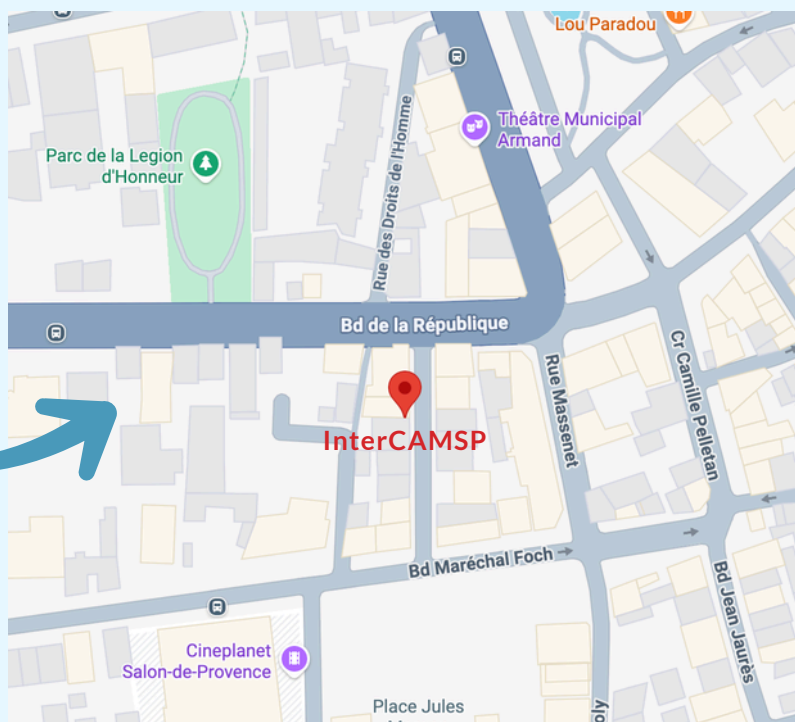 Lou Paradou
Théâtre Municipal
Armand
Parc de la Legion
d'Honneur
Rue des Droits de l'Homme
Bd de la République
InterCAMSP
Rue Massenet
Cr Camille Pelletan
Bd Maréchal Foch
Bd Jean Jaurès
Cineplanet
Salon-de-Provence
Place Jules